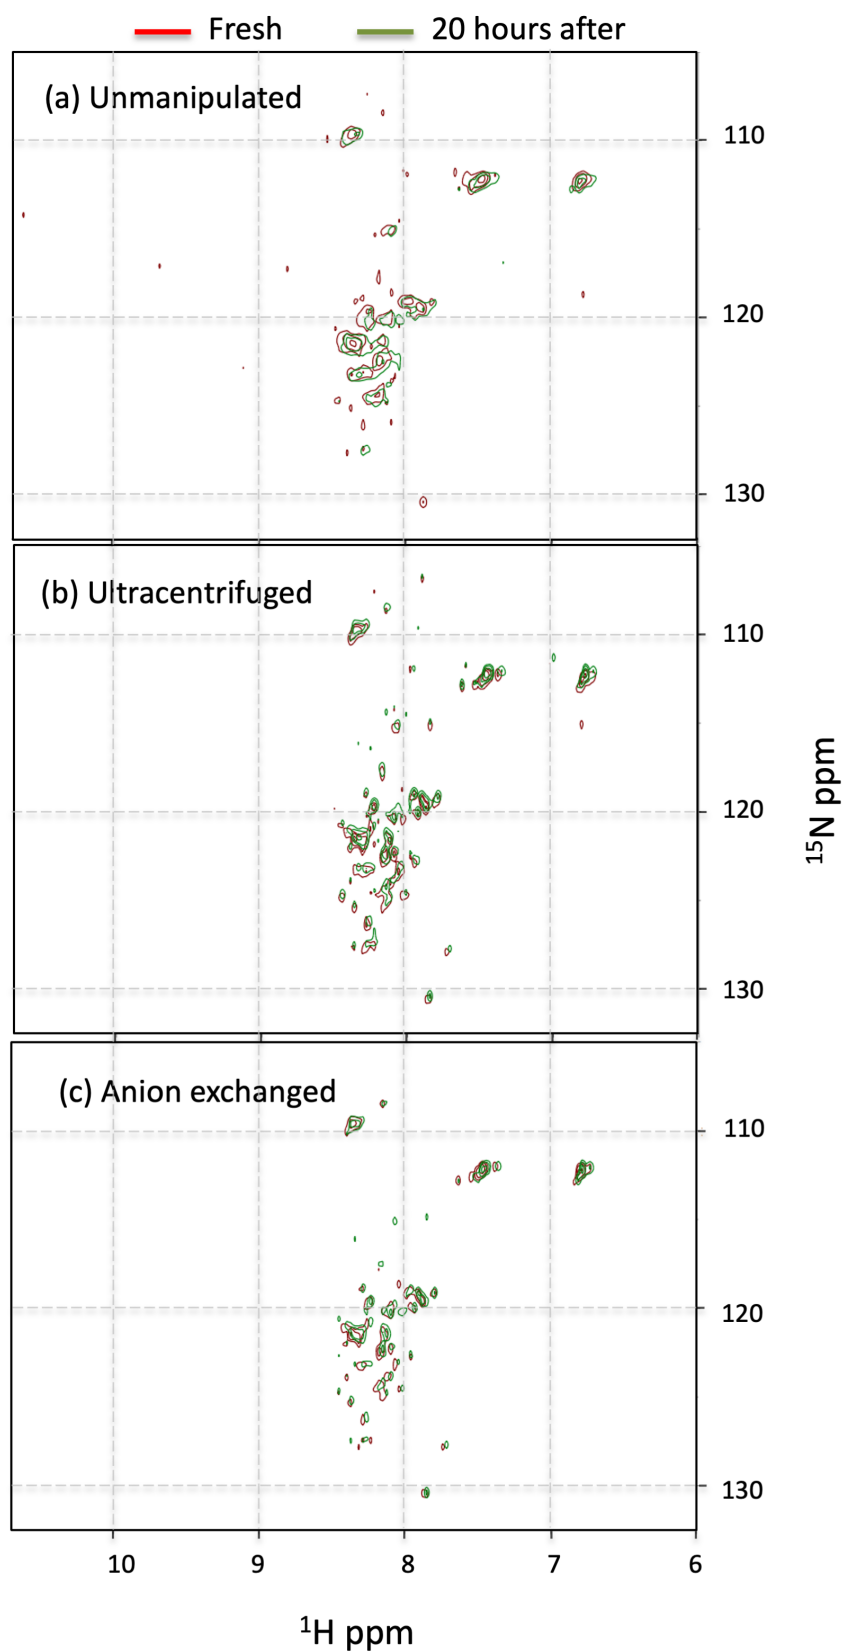 Fresh 20 hours after
(a) Unmanipulated
110
120
130
(b) Ultracentrifuged
110
120
130
(c) Anion exchanged
110
120
130
10 9 8 7 6
¹H ppm
¹⁵N ppm